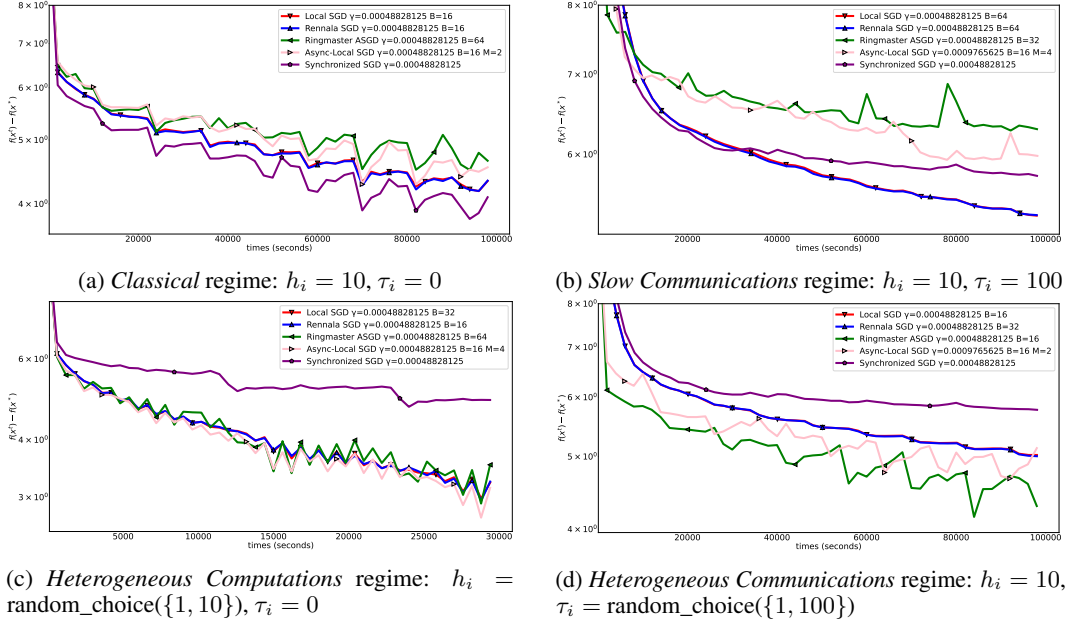 8 × 10⁰
7 × 10⁰
6 × 10⁰
5 × 10⁰
4 × 10⁰
f(xᵗ) − f(x*)
Local SGD γ=0.00048828125 B=16
Rennala SGD γ=0.00048828125 B=16
Ringmaster ASGD γ=0.00048828125 B=64
Async-Local SGD γ=0.00048828125 B=16 M=2
Synchronized SGD γ=0.00048828125
20000 40000 60000 80000 100000
times (seconds)
(a) Classical regime: hᵢ = 10, τᵢ = 0
8 × 10⁰
7 × 10⁰
6 × 10⁰
f(xᵗ) − f(x*)
Local SGD γ=0.00048828125 B=64
Rennala SGD γ=0.00048828125 B=64
Ringmaster ASGD γ=0.00048828125 B=32
Async-Local SGD γ=0.0009765625 B=16 M=4
Synchronized SGD γ=0.00048828125
20000 40000 60000 80000 100000
times (seconds)
(b) Slow Communications regime: hᵢ = 10, τᵢ = 100
6 × 10⁰
4 × 10⁰
3 × 10⁰
f(xᵗ) − f(x*)
Local SGD γ=0.00048828125 B=32
Rennala SGD γ=0.00048828125 B=16
Ringmaster ASGD γ=0.00048828125 B=64
Async-Local SGD γ=0.00048828125 B=16 M=4
Synchronized SGD γ=0.00048828125
5000 10000 15000 20000 25000 30000
times (seconds)
(c) Heterogeneous Computations regime: hᵢ =
random_choice({1, 10}), τᵢ = 0
8 × 10⁰
7 × 10⁰
6 × 10⁰
5 × 10⁰
4 × 10⁰
f(xᵗ) − f(x*)
Local SGD γ=0.00048828125 B=16
Rennala SGD γ=0.00048828125 B=32
Ringmaster ASGD γ=0.00048828125 B=16
Async-Local SGD γ=0.0009765625 B=16 M=2
Synchronized SGD γ=0.00048828125
20000 40000 60000 80000 100000
times (seconds)
(d) Heterogeneous Communications regime: hᵢ = 10,
τᵢ = random_choice({1, 100})